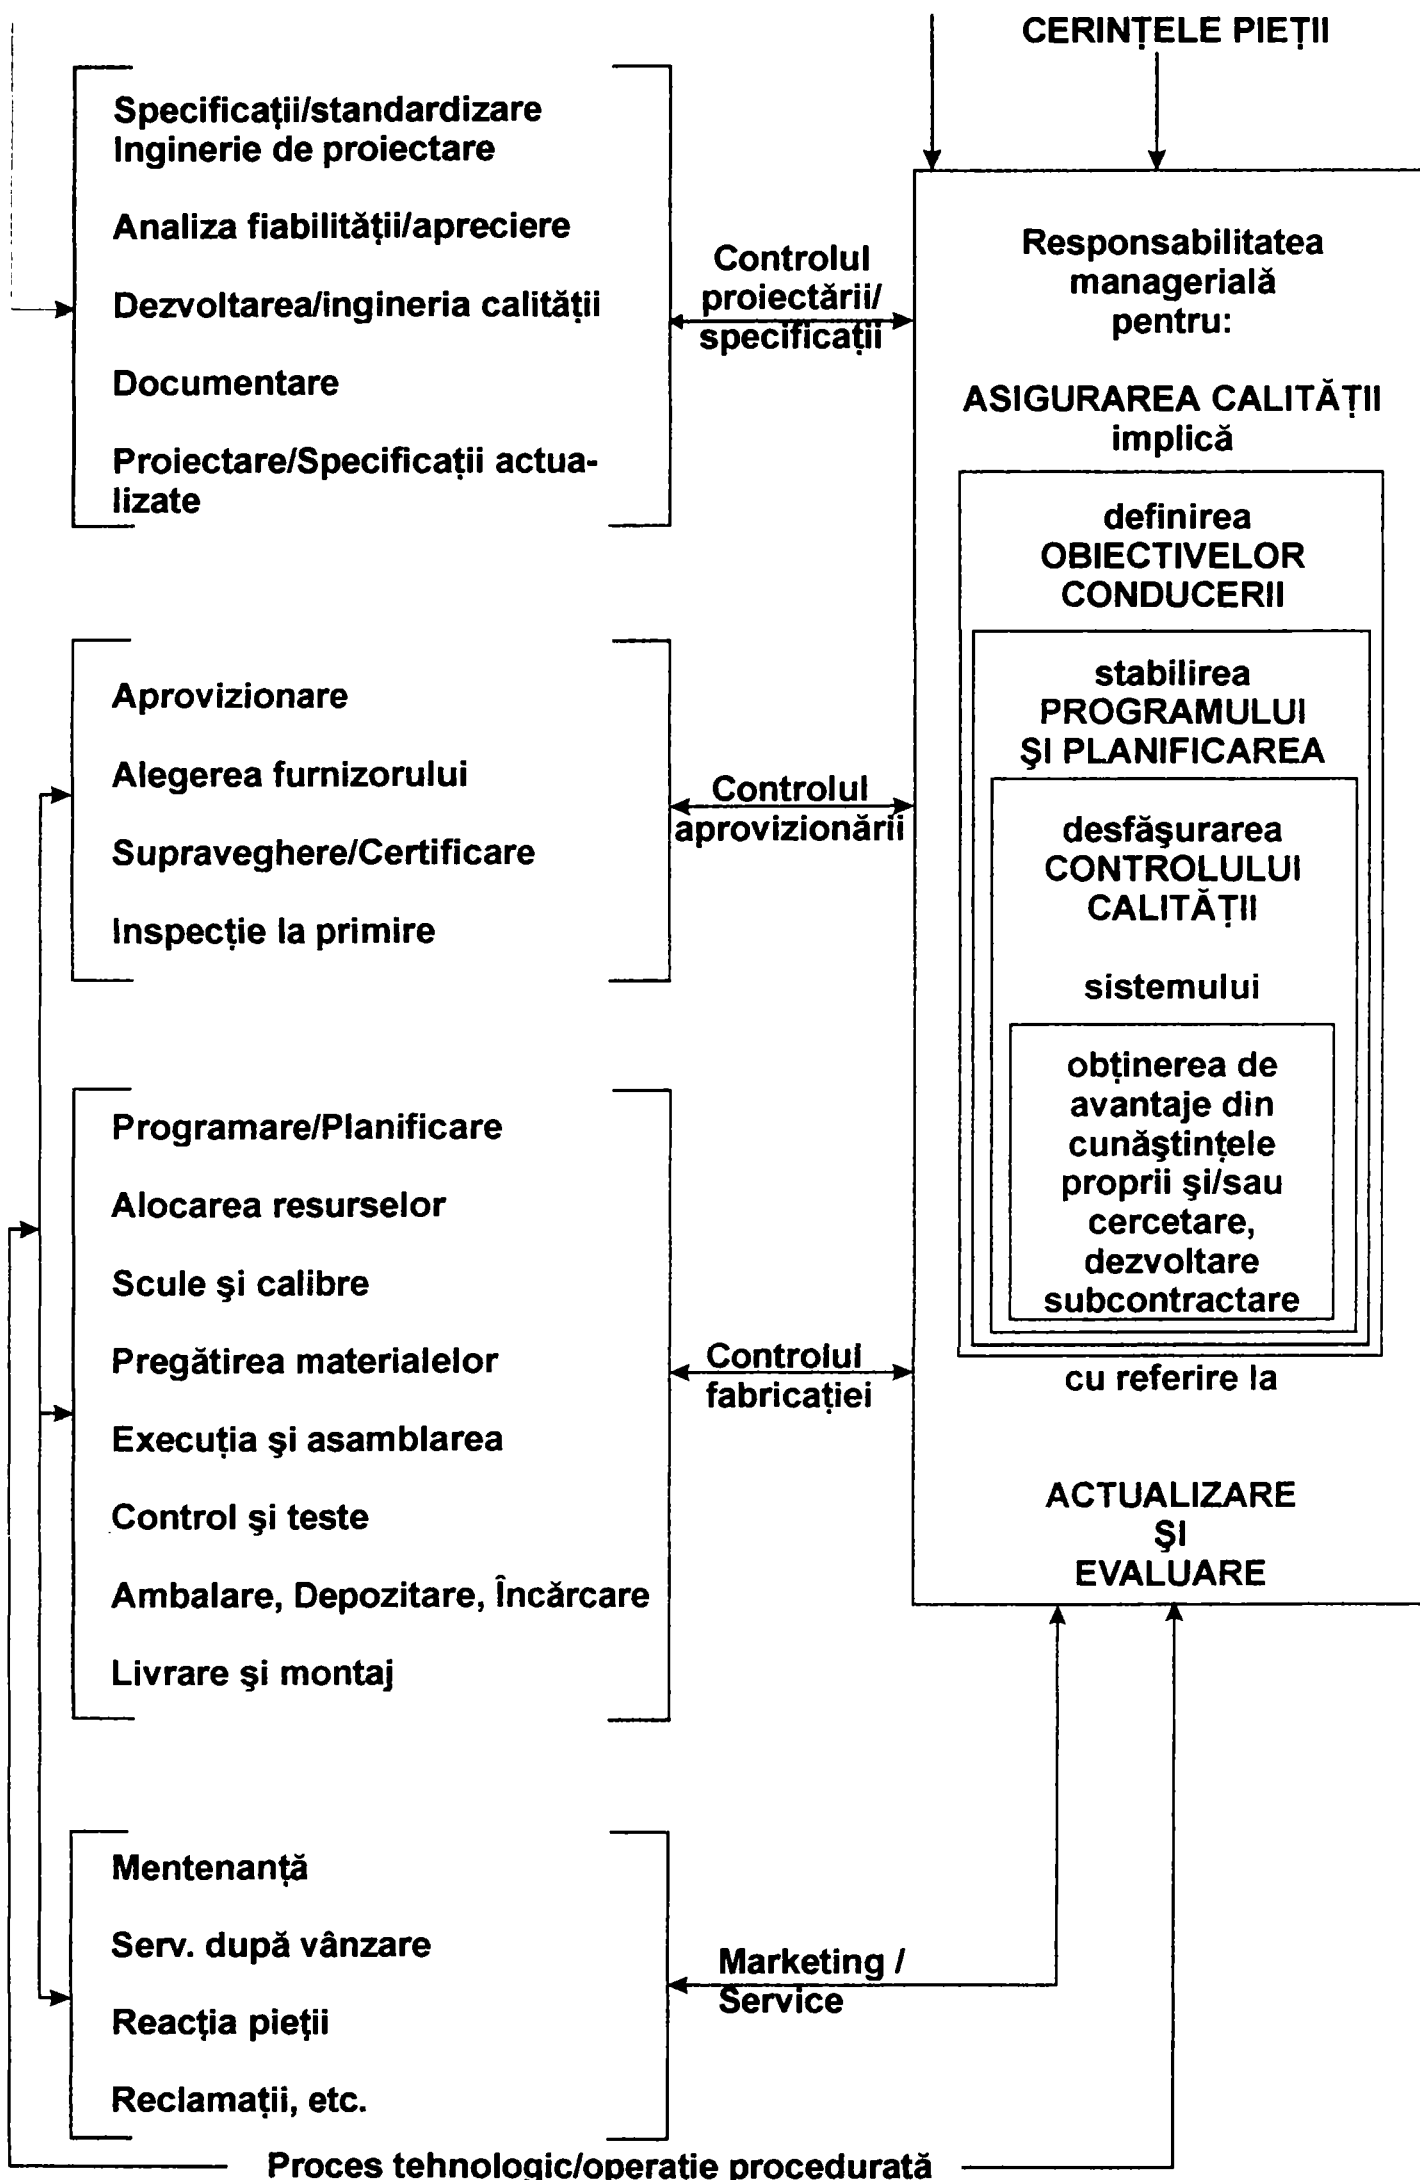 CERINȚELE PIEȚII
Specificații/standardizare
Inginerie de proiectare
Analiza fiabilității/apreciere
Dezvoltarea/ingineria calității
Documentare
Proiectare/Specificații actua-
lizate
Controlul
proiectării/
specificații
Aprovizionare
Alegerea furnizorului
Supraveghere/Certificare
Inspecție la primire
Controlul
aprovizionării
Programare/Planificare
Alocarea resurselor
Scule şi calibre
Pregătirea materialelor
Execuția şi asamblarea
Control şi teste
Ambalare, Depozitare, Încărcare
Livrare şi montaj
Controlul
fabricației
Mentenanță
Serv. după vânzare
Reacția pieții
Reclamații, etc.
Marketing /
Service
Responsabilitatea
managerială
pentru:
ASIGURAREA CALITĂȚII
implică
definirea
OBIECTIVELOR
CONDUCERII
stabilirea
PROGRAMULUI
ŞI PLANIFICAREA
desfăşurarea
CONTROLULUI
CALITĂȚII
sistemului
obținerea de
avantaje din
cunăştințele
proprii şi/sau
cercetare,
dezvoltare
subcontractare
cu referire la
ACTUALIZARE
ŞI
EVALUARE
Proces tehnologic/operație procedurată